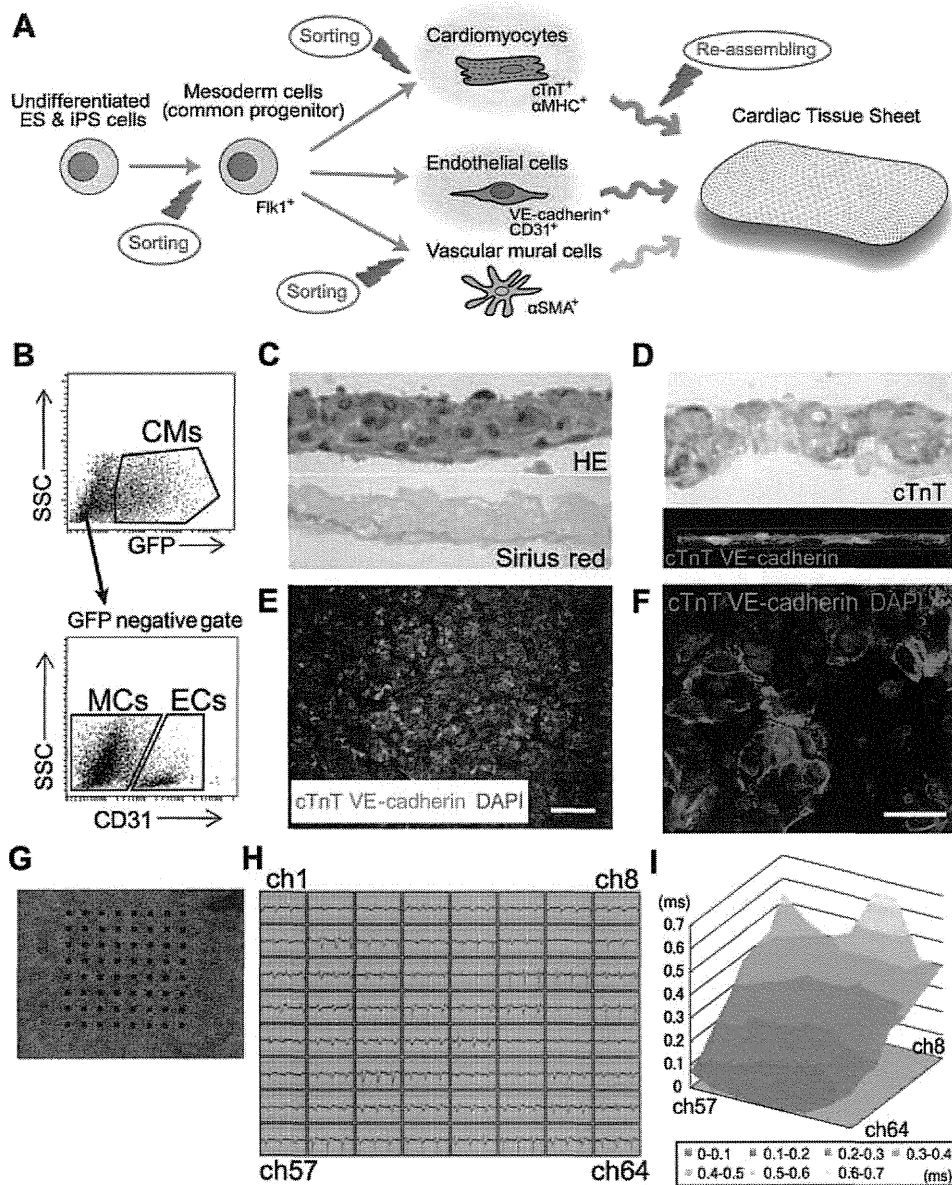 A
Sorting
Cardiomyocytes
Re-assembling
cTnT+
αMHC+
Undifferentiated
ES & iPS cells
Mesoderm cells
(common progenitor)
Cardiac Tissue Sheet
Endothelial cells
Flk1+
VE-cadherin+
CD31+
Sorting
Vascular mural cells
Sorting
αSMA+
B
CMs
SSC
GFP
GFP negative gate
MCs ECs
SSC
CD31
C
HE
Sirius red
D
cTnT
cTnT VE-cadherin
E
cTnT VE-cadherin DAPI
F
cTnT VE-cadherin DAPI
G
H
ch1 ch8
ch57 ch64
I
(ms)
0.7
0.6
0.5
0.4
0.3
0.2
0.1
0
ch8
ch57
ch64
0-0.1 0.1-0.2 0.2-0.3 0.3-0.4
0.4-0.5 0.5-0.6 0.6-0.7 (ms)